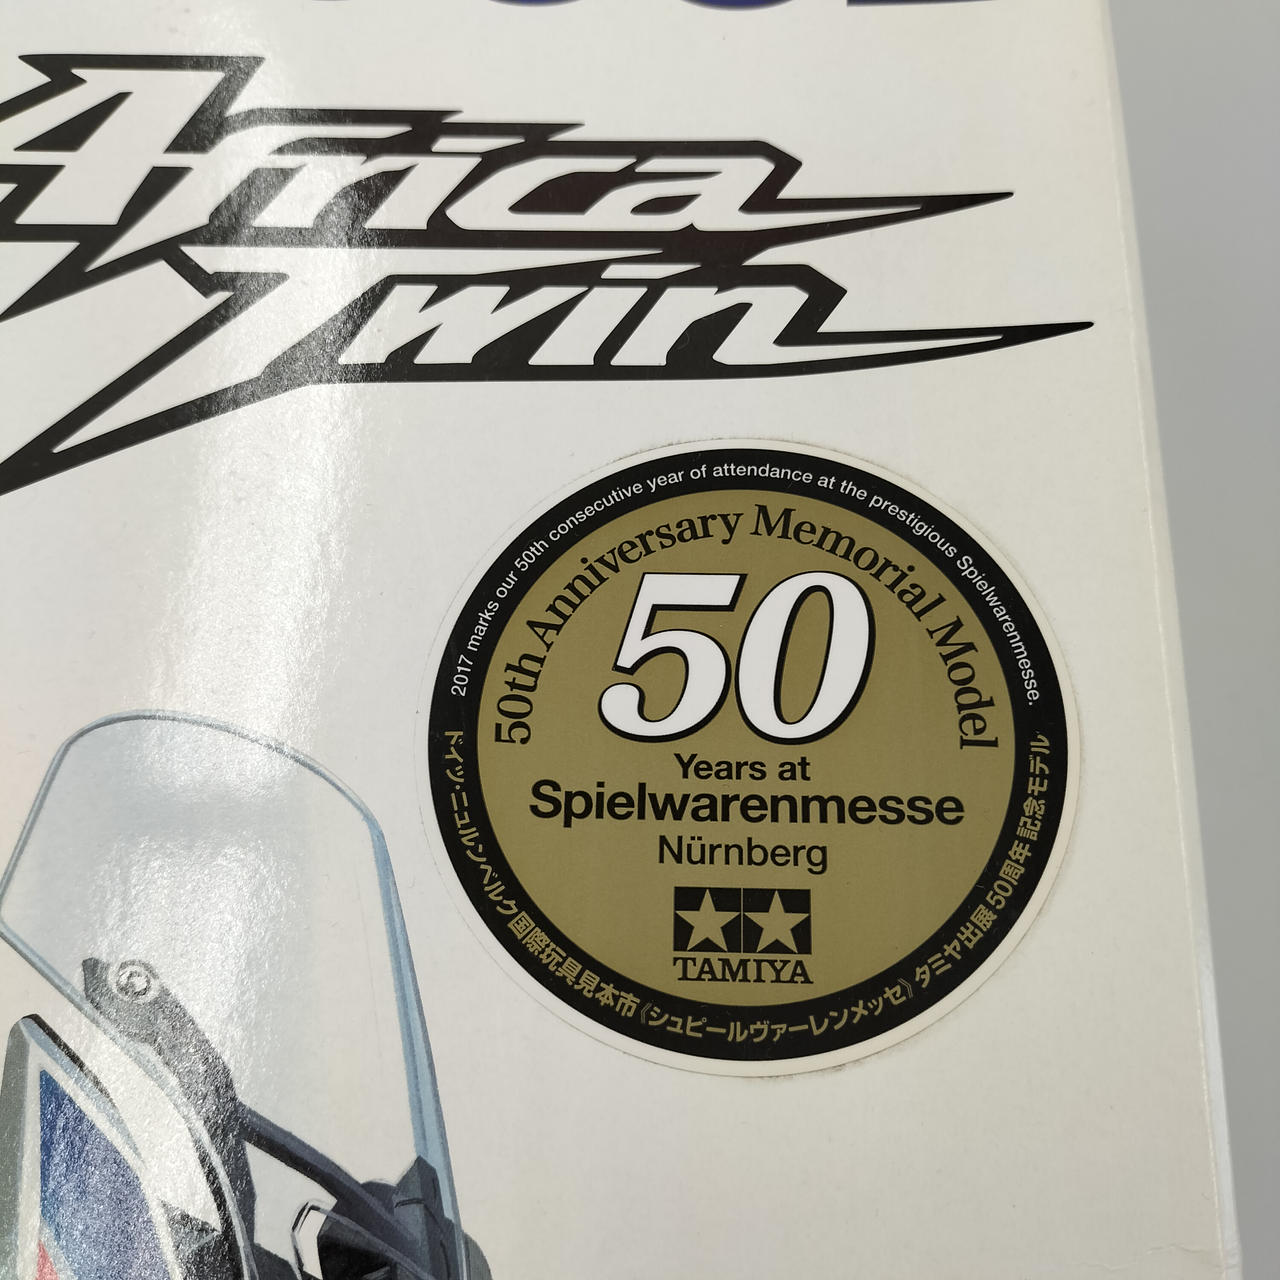 Africa
Twin
2017 marks our 50th consecutive year of attendance at the prestigious Spielwarenmesse.
50th Anniversary Memorial Model
50
Years at
Spielwarenmesse
Nürnberg
TAMIYA
ドイツ・ニュルンベルク国際玩具見本市《シュピールヴァーレンメッセ》タミヤ出展50周年記念モデル